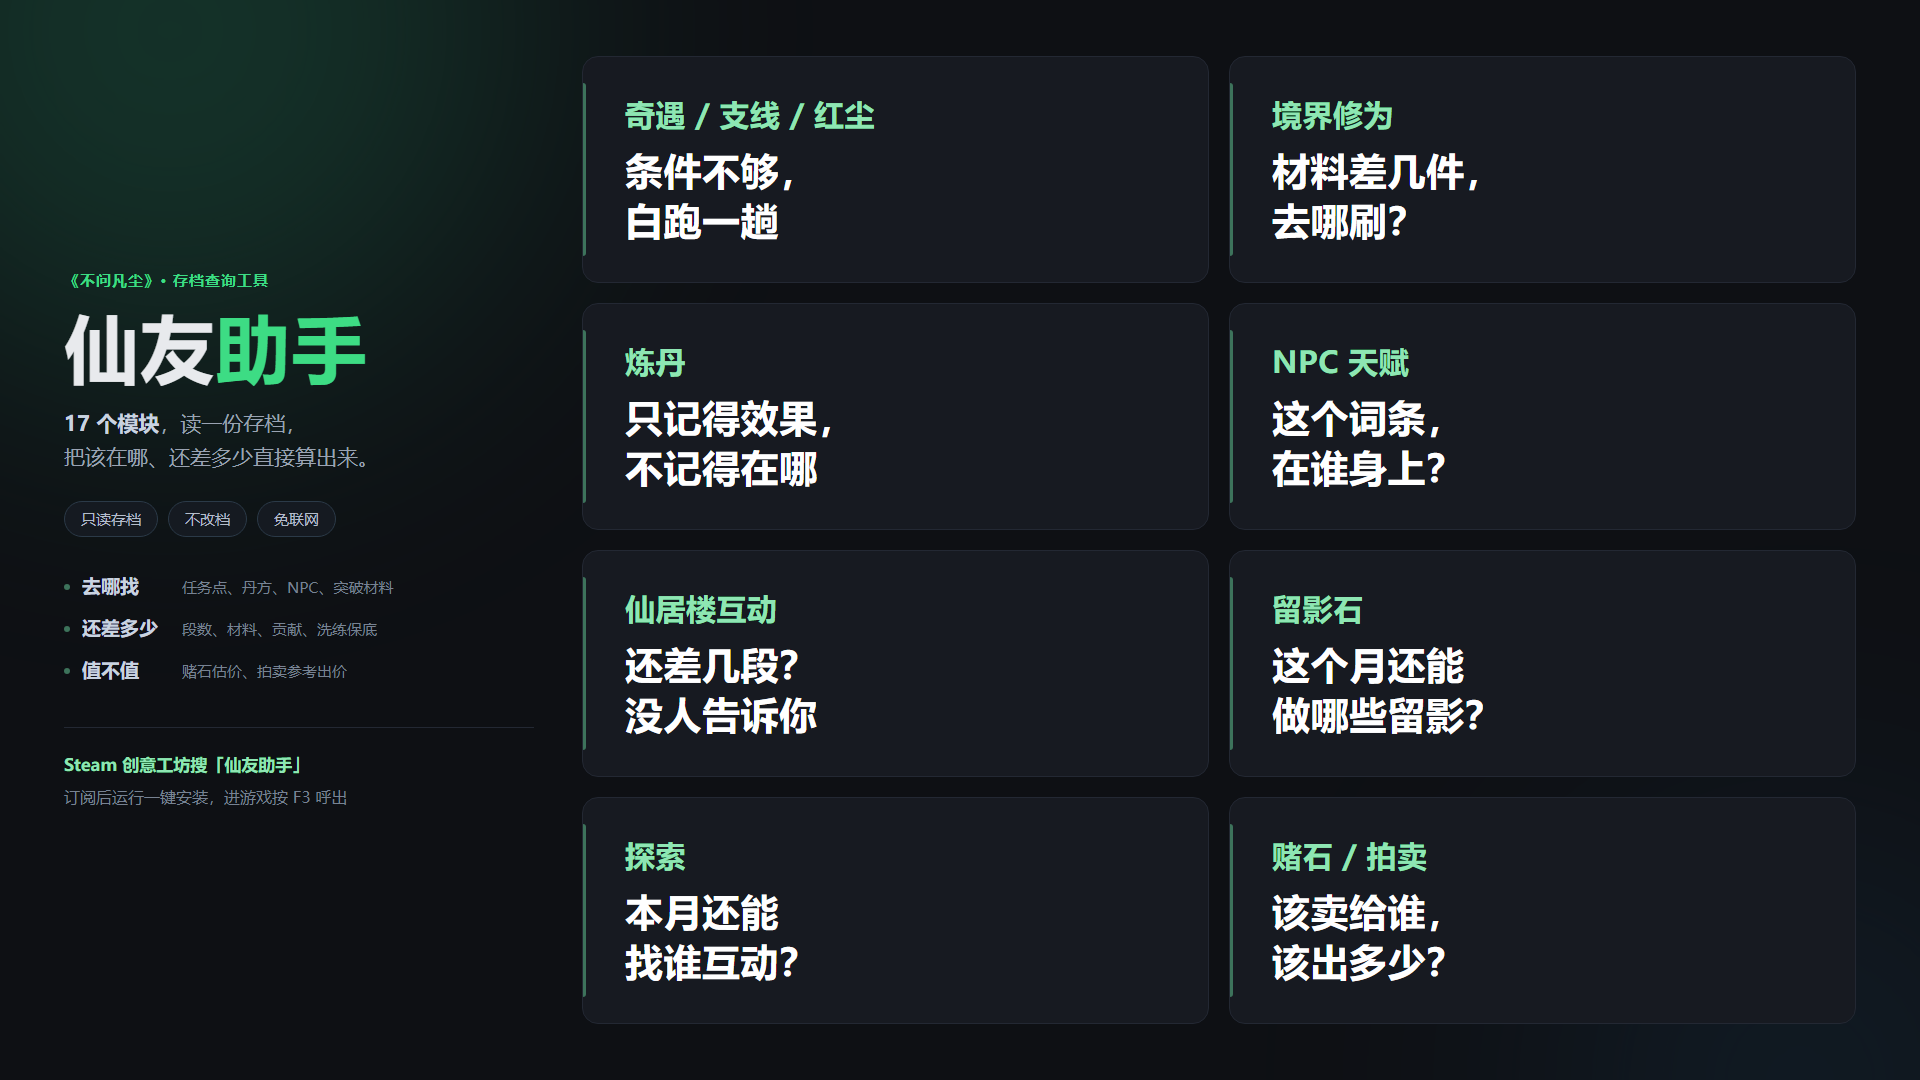 《不问凡尘》· 存档查询工具
仙友助手
17 个模块，读一份存档，
把该在哪、还差多少直接算出来。
只读存档 不改档 免联网
去哪找 任务点、丹方、NPC、突破材料
还差多少 段数、材料、贡献、洗练保底
值不值 赌石估价、拍卖参考出价
Steam 创意工坊搜「仙友助手」
订阅后运行一键安装，进游戏按 F3 呼出
奇遇 / 支线 / 红尘
条件不够，
白跑一趟
境界修为
材料差几件，
去哪刷？
炼丹
只记得效果，
不记得在哪
NPC 天赋
这个词条，
在谁身上？
仙居楼互动
还差几段？
没人告诉你
留影石
这个月还能
做哪些留影？
探索
本月还能
找谁互动？
赌石 / 拍卖
该卖给谁，
该出多少？